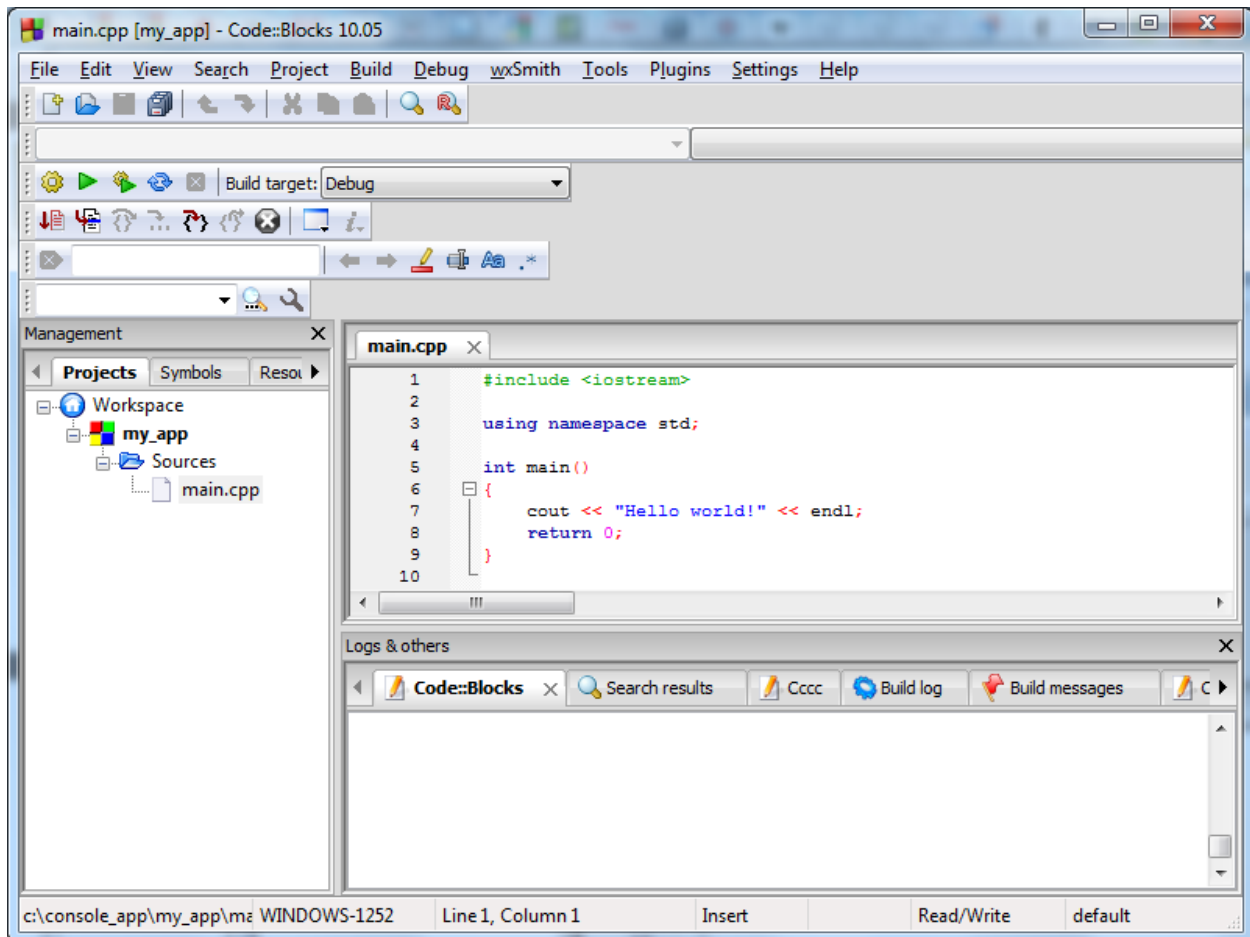 main.cpp [my_app] - Code::Blocks 10.05
File Edit View Search Project Build Debug wxSmith Tools Plugins Settings Help
Build target: Debug
Management
Projects Symbols Resou
Workspace
my_app
Sources
main.cpp
main.cpp
1 #include <iostream>
2
3 using namespace std;
4
5 int main()
6 {
7 cout << "Hello world!" << endl;
8 return 0;
9 }
10
Logs & others
Code::Blocks Search results Cccc Build log Build messages C
c:\console_app\my_app\ma WINDOWS-1252 Line 1, Column 1 Insert Read/Write default